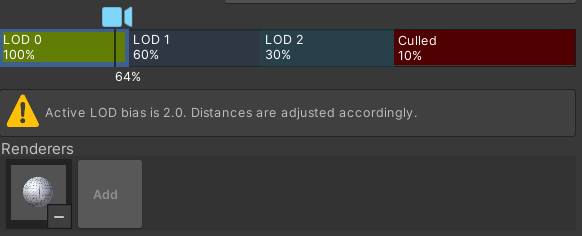 LOD 0
100%
LOD 1
60%
LOD 2
30%
Culled
10%
64%
Active LOD bias is 2.0. Distances are adjusted accordingly.
Renderers
Add